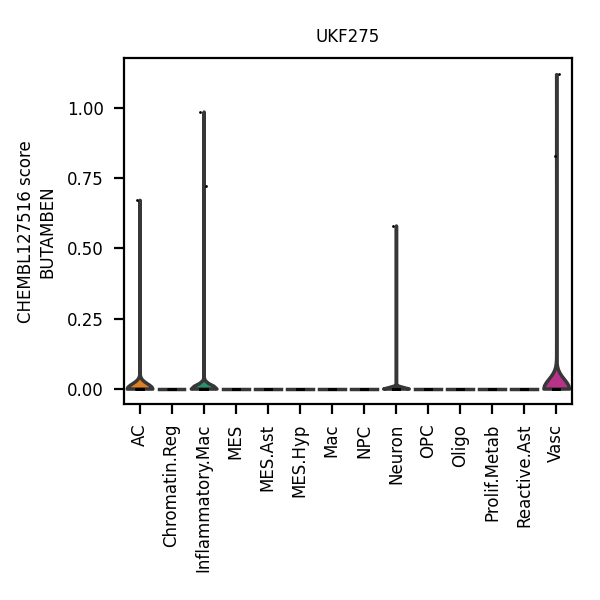 UKF275
CHEMBL127516 score
BUTAMBEN
1.00
0.75
0.50
0.25
0.00
AC
Chromatin.Reg
Inflammatory.Mac
MES
MES.Ast
MES.Hyp
Mac
NPC
Neuron
OPC
Oligo
Prolif.Metab
Reactive.Ast
Vasc